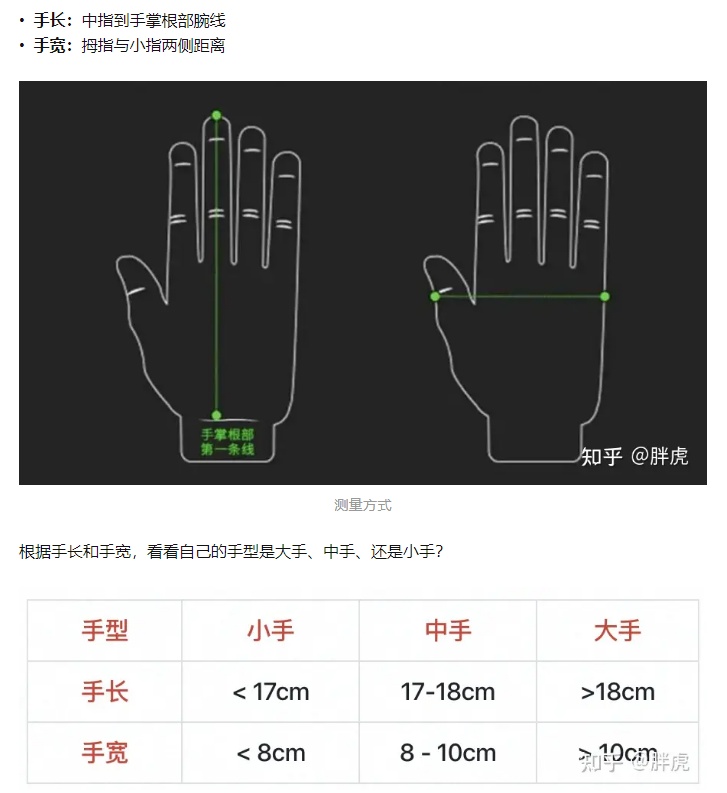 • 手长：中指到手掌根部腕线
• 手宽：拇指与小指两侧距离
手掌根部
第一条线
知乎 @胖虎
测量方式
根据手长和手宽，看看自己的手型是大手、中手、还是小手？
手型 小手 中手 大手
手长 < 17cm 17-18cm >18cm
手宽 < 8cm 8 - 10cm > 10cm
知乎 @胖虎